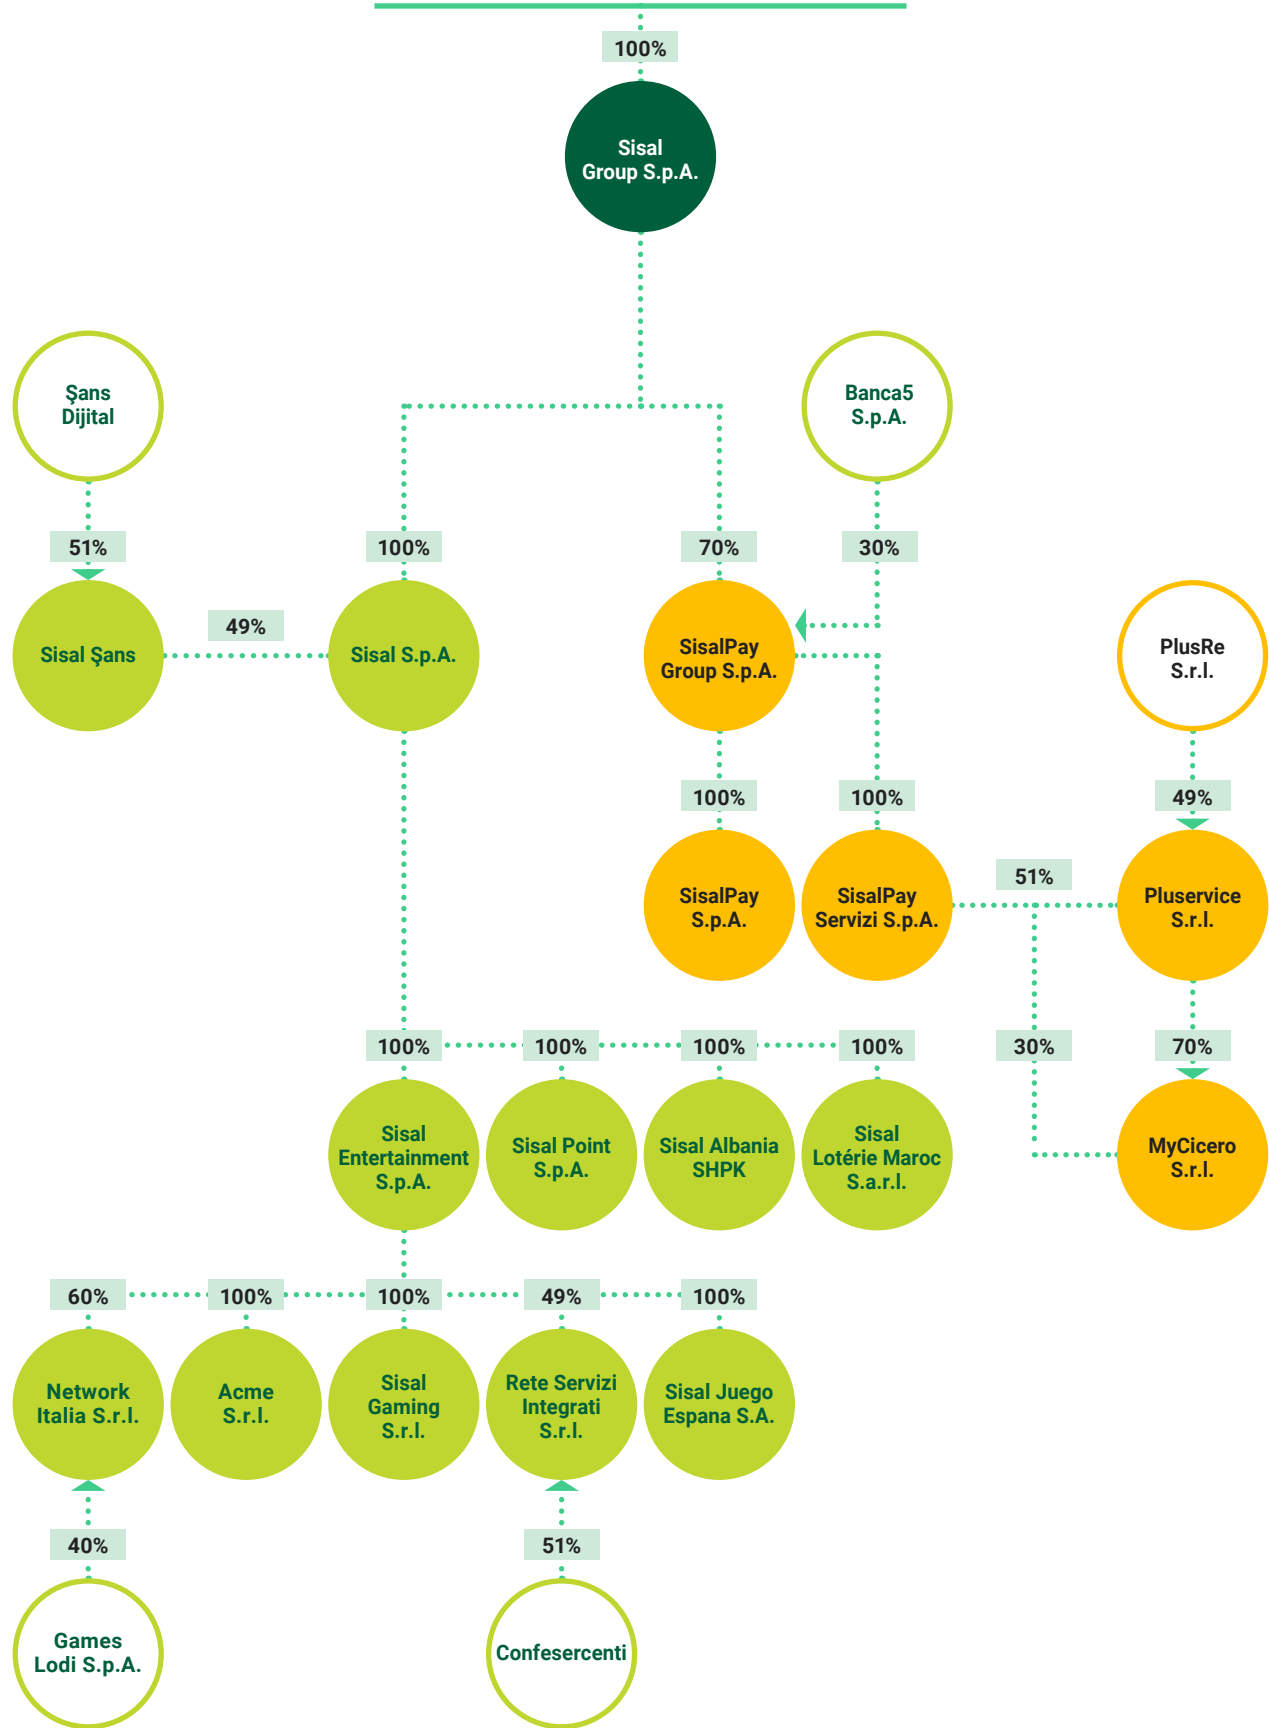 100%
Sisal
Group S.p.A.
Şans
Dijital
Banca5
S.p.A.
51%
100%
70%
30%
Sisal Şans
49%
Sisal S.p.A.
SisalPay
Group S.p.A.
PlusRe
S.r.l.
100%
100%
49%
SisalPay
S.p.A.
SisalPay
Servizi S.p.A.
51%
Pluservice
S.r.l.
100%
100%
100%
100%
30%
70%
Sisal
Entertainment
S.p.A.
Sisal Point
S.p.A.
Sisal Albania
SHPK
Sisal
Lotérie Maroc
S.a.r.l.
MyCicero
S.r.l.
60%
100%
100%
49%
100%
Network
Italia S.r.l.
Acme
S.r.l.
Sisal
Gaming
S.r.l.
Rete Servizi
Integrati
S.r.l.
Sisal Juego
Espana S.A.
40%
51%
Games
Lodi S.p.A.
Confesercenti